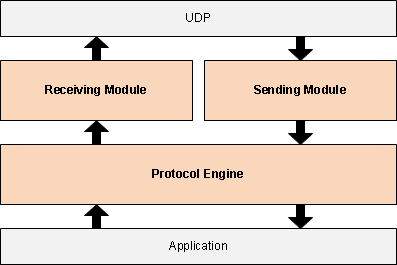 UDP
Receiving Module
Sending Module
Protocol Engine
Application